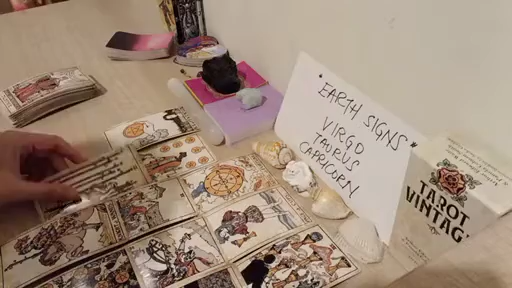 "EARTH SIGNS"
VIRGO
TAURUS
CAPRICORN
TAROT
VINTAG